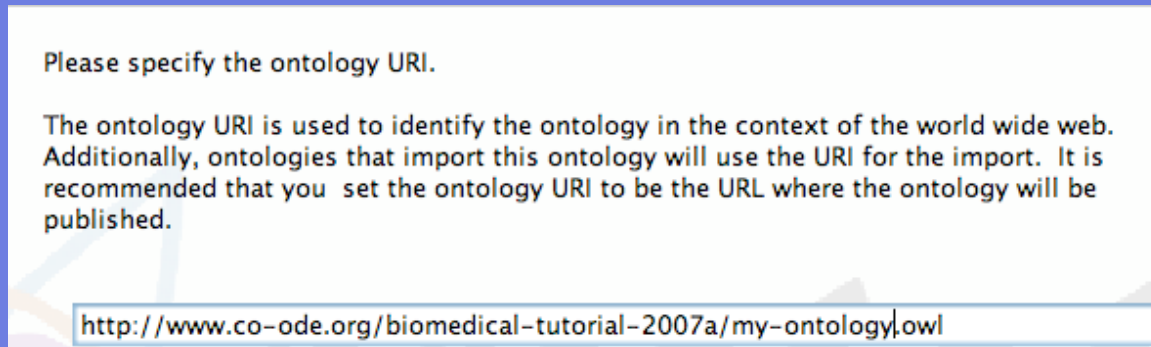 Please specify the ontology URI.
The ontology URI is used to identify the ontology in the context of the world wide web.
Additionally, ontologies that import this ontology will use the URI for the import. It is
recommended that you set the ontology URI to be the URL where the ontology will be
published.
http://www.co-ode.org/biomedical-tutorial-2007a/my-ontology.owl